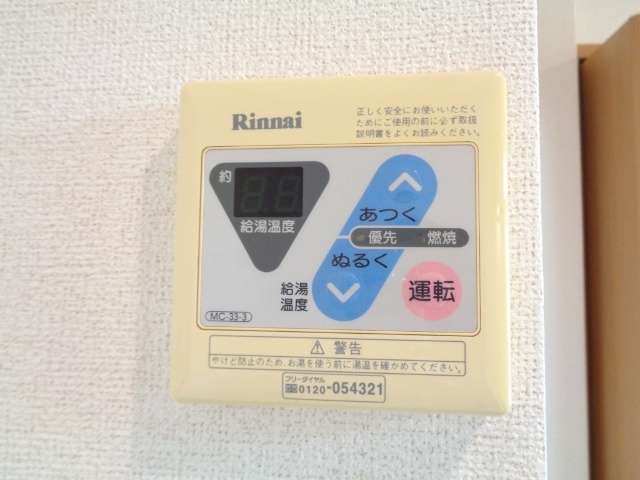 Rinnai
正しく安全にお使いいただく
ためにご使用の前に必ず取扱
説明書をよくお読みください。
約
給湯温度
あつく
優先 燃焼
ぬるく
給湯
温度
運転
MC-33-3
⚠ 警告
やけど防止のため、お湯を使う前に湯温を確かめてください。
フリーダイヤル
0120-054321